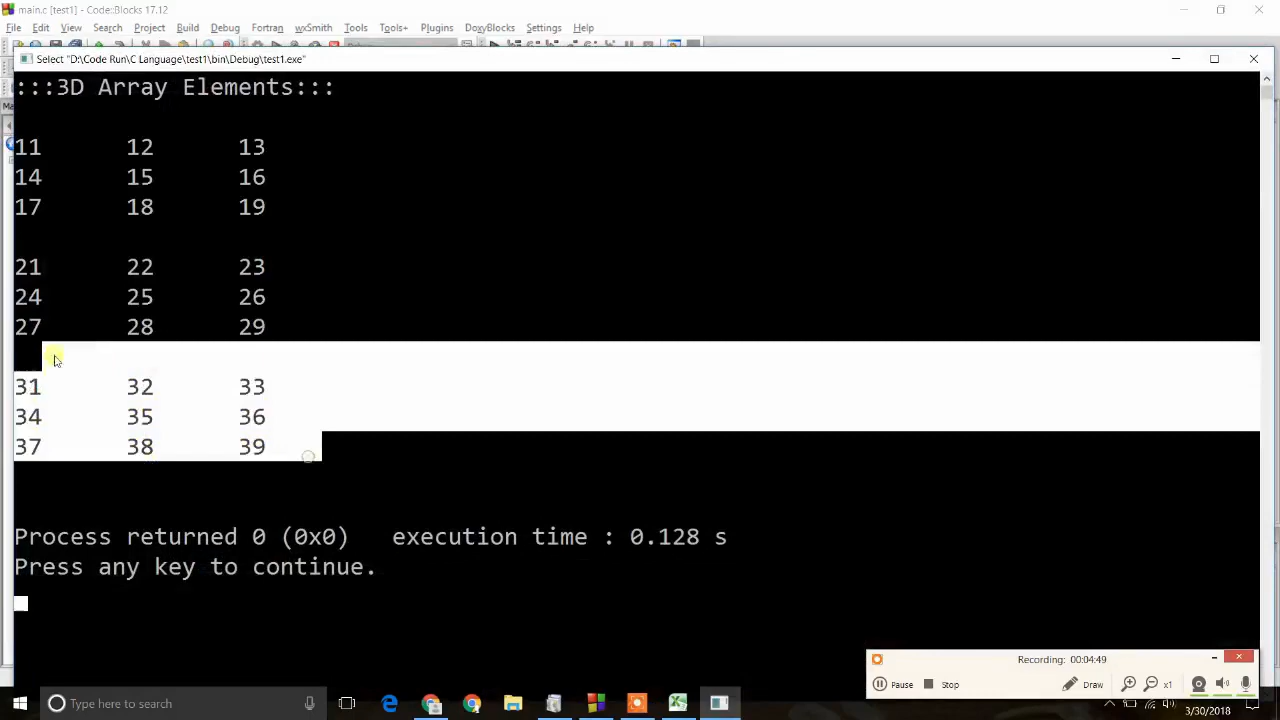 main.c [test1] - Code::Blocks 17.12
File Edit View Search Project Build Debug Fortran wxSmith Tools Tools+ Plugins DoxyBlocks Settings Help
Select "D:\Code Run\C Language\test1\bin\Debug\test1.exe"
:::3D Array Elements:::
11 12 13
14 15 16
17 18 19
21 22 23
24 25 26
27 28 29
31 32 33
34 35 36
37 38 39
Process returned 0 (0x0) execution time : 0.128 s
Press any key to continue.
Recording: 00:04:49
Pause Stop Draw x1
Type here to search
3/30/2018